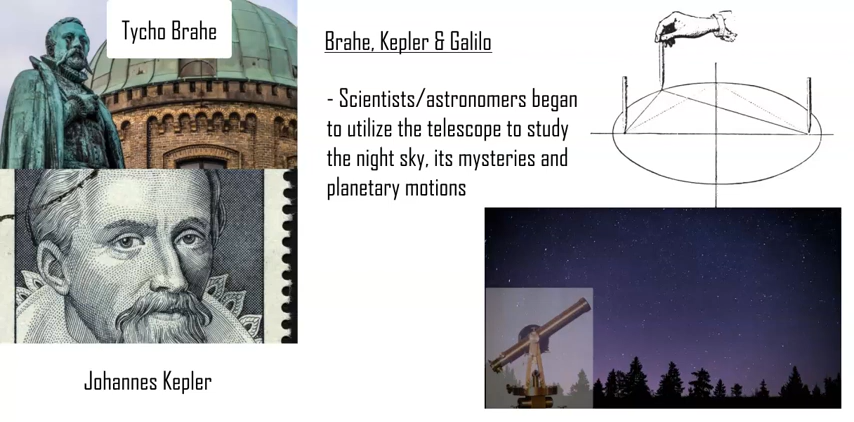 Tycho Brahe
Brahe, Kepler & Galilo
- Scientists/astronomers began
to utilize the telescope to study
the night sky, its mysteries and
planetary motions
Johannes Kepler